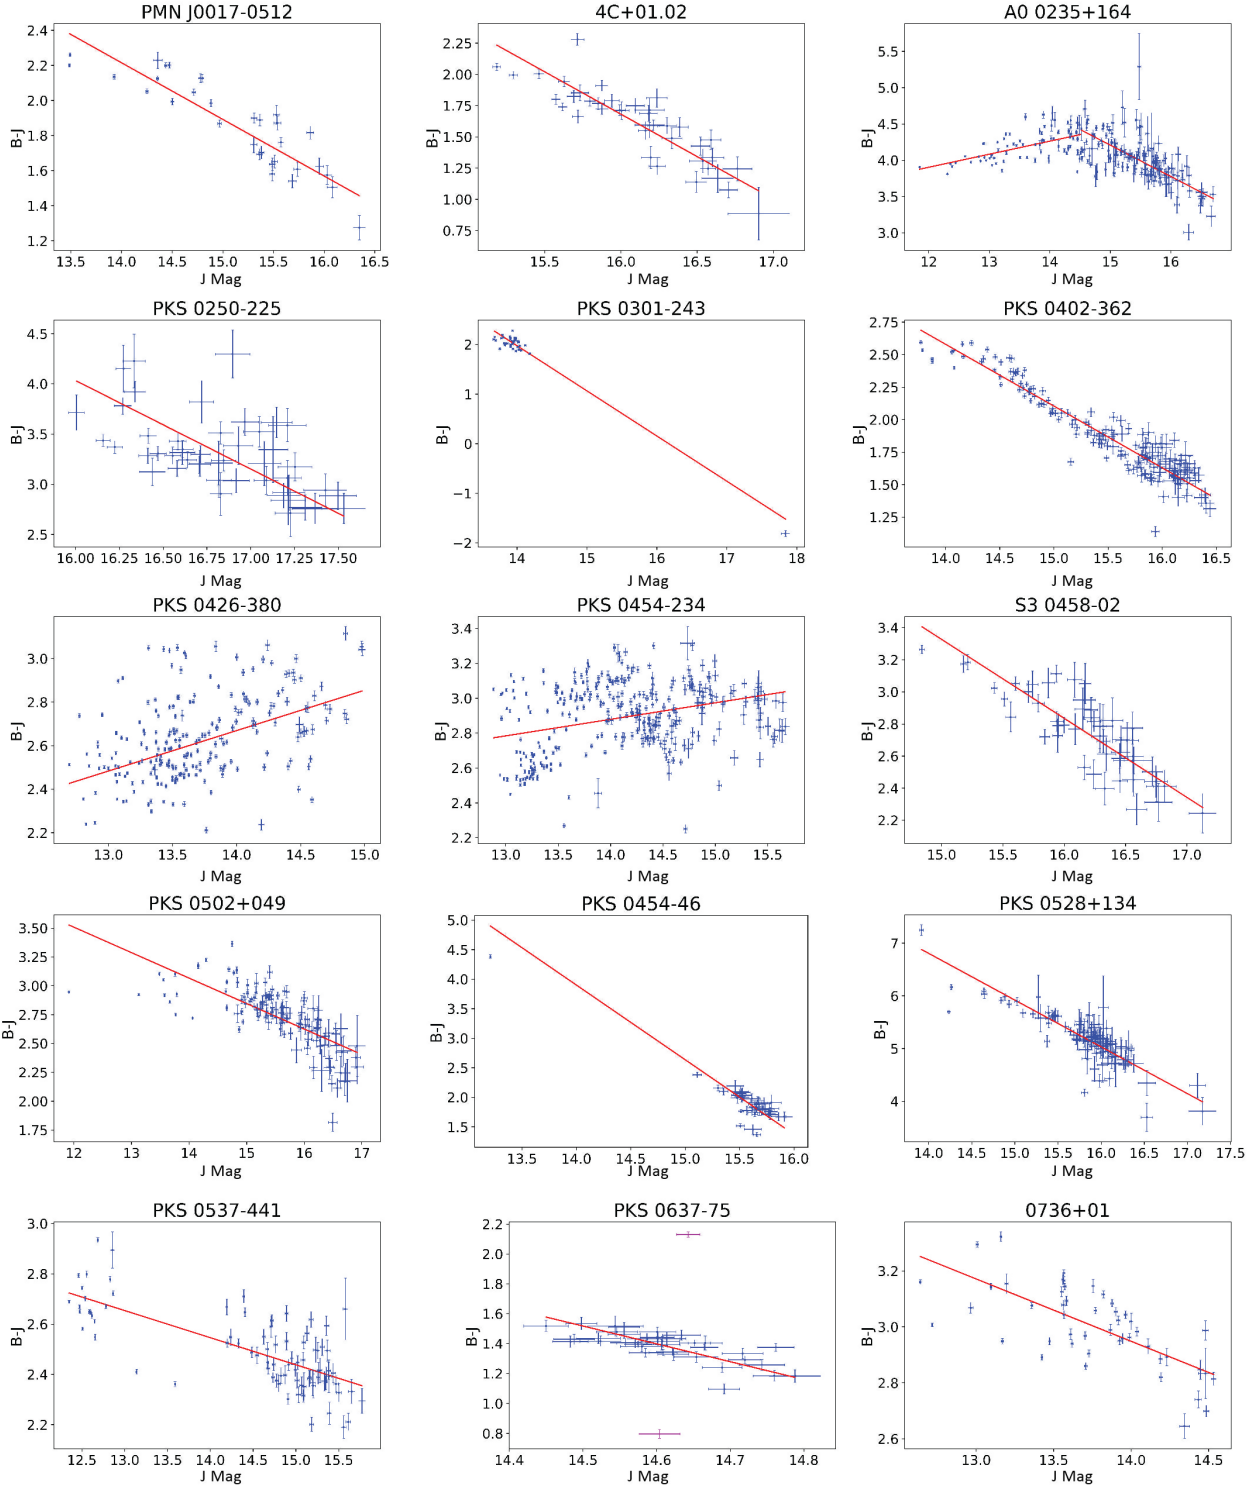 PMN J0017-0512
4C+01.02
A0 0235+164
2.4
2.2
2.0
1.8
1.6
1.4
1.2
B-J
13.5 14.0 14.5 15.0 15.5 16.0 16.5
J Mag
2.25
2.00
1.75
1.50
1.25
1.00
0.75
B-J
15.5 16.0 16.5 17.0
J Mag
5.5
5.0
4.5
4.0
3.5
3.0
B-J
12 13 14 15 16
J Mag
PKS 0250-225
PKS 0301-243
PKS 0402-362
4.5
4.0
3.5
3.0
2.5
B-J
16.00 16.25 16.50 16.75 17.00 17.25 17.50
J Mag
2
1
0
−1
−2
B-J
14 15 16 17 18
J Mag
2.75
2.50
2.25
2.00
1.75
1.50
1.25
B-J
14.0 14.5 15.0 15.5 16.0 16.5
J Mag
PKS 0426-380
PKS 0454-234
S3 0458-02
3.0
2.8
2.6
2.4
2.2
B-J
13.0 13.5 14.0 14.5 15.0
J Mag
3.4
3.2
3.0
2.8
2.6
2.4
2.2
B-J
13.0 13.5 14.0 14.5 15.0 15.5
J Mag
3.4
3.2
3.0
2.8
2.6
2.4
2.2
B-J
15.0 15.5 16.0 16.5 17.0
J Mag
PKS 0502+049
PKS 0454-46
PKS 0528+134
3.50
3.25
3.00
2.75
2.50
2.25
2.00
1.75
B-J
12 13 14 15 16 17
J Mag
5.0
4.5
4.0
3.5
3.0
2.5
2.0
1.5
B-J
13.5 14.0 14.5 15.0 15.5 16.0
J Mag
7
6
5
4
B-J
14.0 14.5 15.0 15.5 16.0 16.5 17.0 17.5
J Mag
PKS 0537-441
PKS 0637-75
0736+01
3.0
2.8
2.6
2.4
2.2
B-J
12.5 13.0 13.5 14.0 14.5 15.0 15.5
J Mag
2.2
2.0
1.8
1.6
1.4
1.2
1.0
0.8
B-J
14.4 14.5 14.6 14.7 14.8
J Mag
3.2
3.0
2.8
2.6
B-J
13.0 13.5 14.0 14.5
J Mag